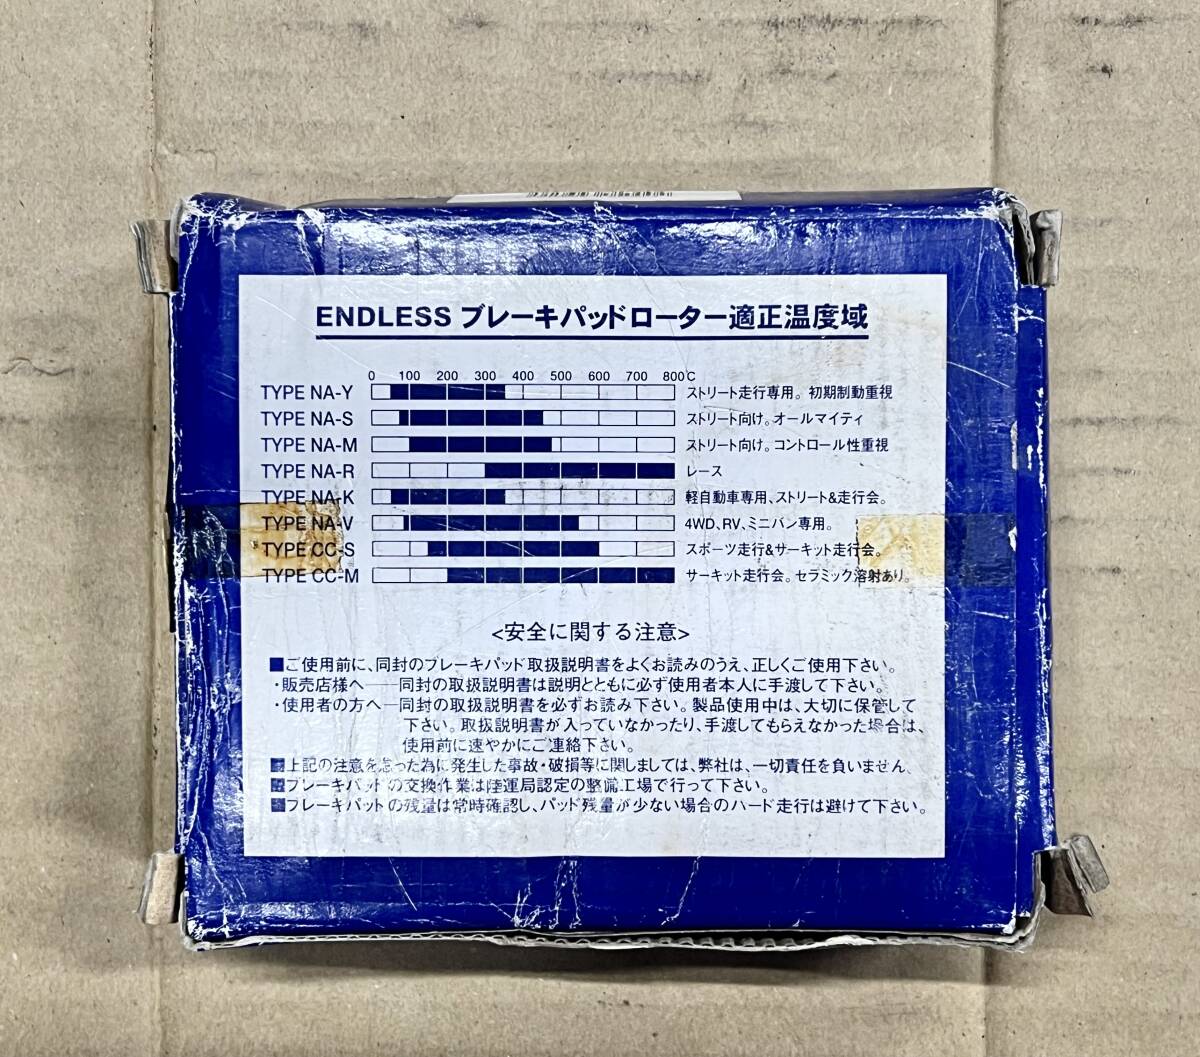 ENDLESS ブレーキパッドローター適正温度域
0 100 200 300 400 500 600 700 800℃
TYPE NA-Y ストリート走行専用。初期制動重視
TYPE NA-S ストリート向け。オールマイティ
TYPE NA-M ストリート向け。コントロール性重視
TYPE NA-R レース
TYPE NA-K 軽自動車専用、ストリート&走行会。
TYPE NA-V 4WD、RV、ミニバン専用。
TYPE CC-S スポーツ走行&サーキット走行会。
TYPE CC-M サーキット走行会。セラミック溶射あり。
<安全に関する注意>
■ご使用前に、同封のブレーキパッド取扱説明書をよくお読みのうえ、正しくご使用下さい。
・販売店様へ──同封の取扱説明書は説明とともに必ず使用者本人に手渡して下さい。
・使用者の方へ─同封の取扱説明書を必ずお読み下さい。製品使用中は、大切に保管して
下さい。取扱説明書が入っていなかったり、手渡してもらえなかった場合は、
使用前に速やかにご連絡下さい。
■上記の注意を怠った為に発生した事故・破損等に関しましては、弊社は、一切責任を負いません。
■ブレーキパットの交換作業は陸運局認定の整備工場で行って下さい。
■ブレーキパットの残量は常時確認し、パッド残量が少ない場合のハード走行は避けて下さい。